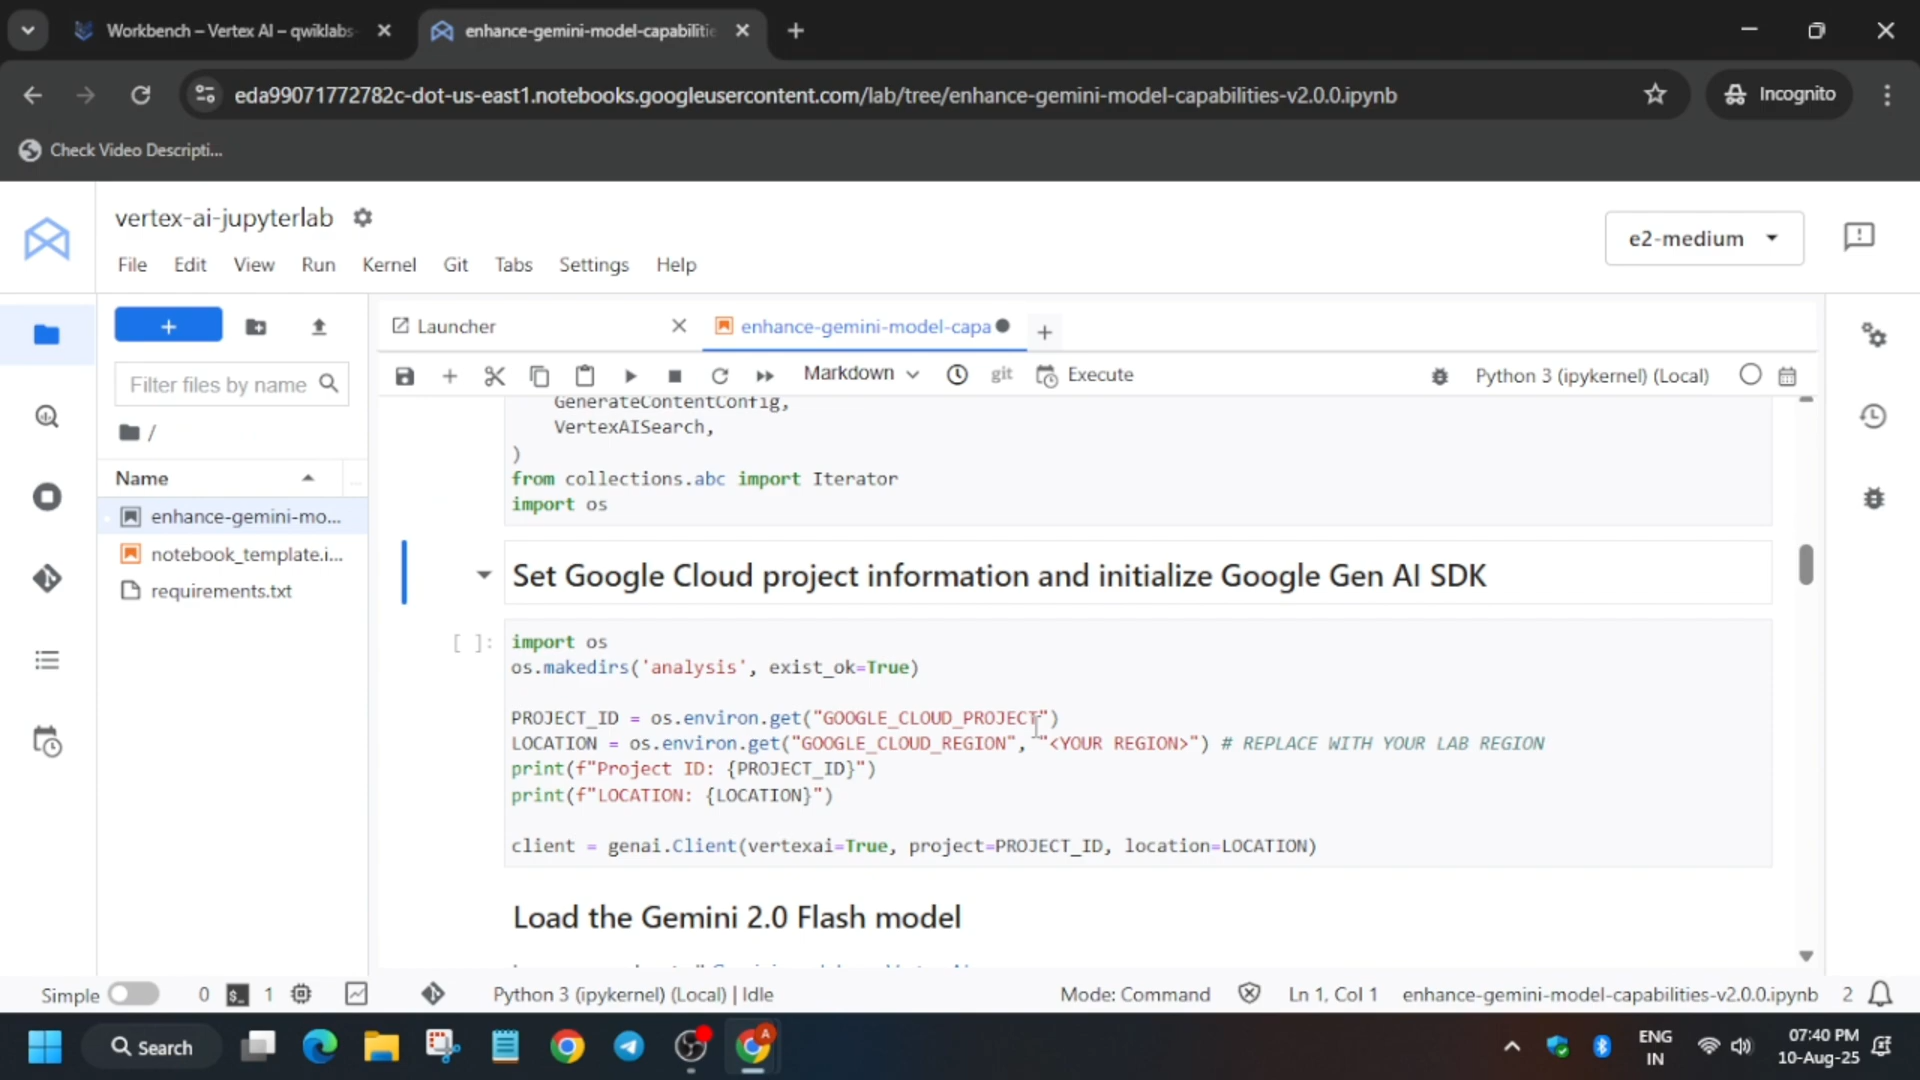 Workbench – Vertex AI – qwiklabs-
enhance-gemini-model-capabilitie
eda99071772782c-dot-us-east1.notebooks.googleusercontent.com/lab/tree/enhance-gemini-model-capabilities-v2.0.0.ipynb
Incognito
Check Video Descripti...
vertex-ai-jupyterlab
e2-medium
File Edit View Run Kernel Git Tabs Settings Help
Launcher
enhance-gemini-model-capa
Filter files by name
Markdown
git
Execute
Python 3 (ipykernel) (Local)
/
Name
enhance-gemini-mo...
notebook_template.i...
requirements.txt
GenerateContentConfig,
VertexAISearch,
)
from collections.abc import Iterator
import os
Set Google Cloud project information and initialize Google Gen AI SDK
[ ]:
import os
os.makedirs('analysis', exist_ok=True)
PROJECT_ID = os.environ.get("GOOGLE_CLOUD_PROJECT")
LOCATION = os.environ.get("GOOGLE_CLOUD_REGION", "<YOUR REGION>") # REPLACE WITH YOUR LAB REGION
print(f"Project ID: {PROJECT_ID}")
print(f"LOCATION: {LOCATION}")
client = genai.Client(vertexai=True, project=PROJECT_ID, location=LOCATION)
Load the Gemini 2.0 Flash model
Simple
0
1
Python 3 (ipykernel) (Local) | Idle
Mode: Command
Ln 1, Col 1
enhance-gemini-model-capabilities-v2.0.0.ipynb
2
Search
A
ENG
IN
07:40 PM
10-Aug-25